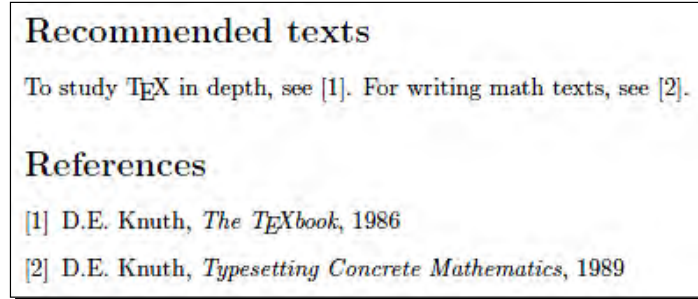 Recommended texts
To study TEX in depth, see [1]. For writing math texts, see [2].
References
[1] D.E. Knuth, The TEXbook, 1986
[2] D.E. Knuth, Typesetting Concrete Mathematics, 1989